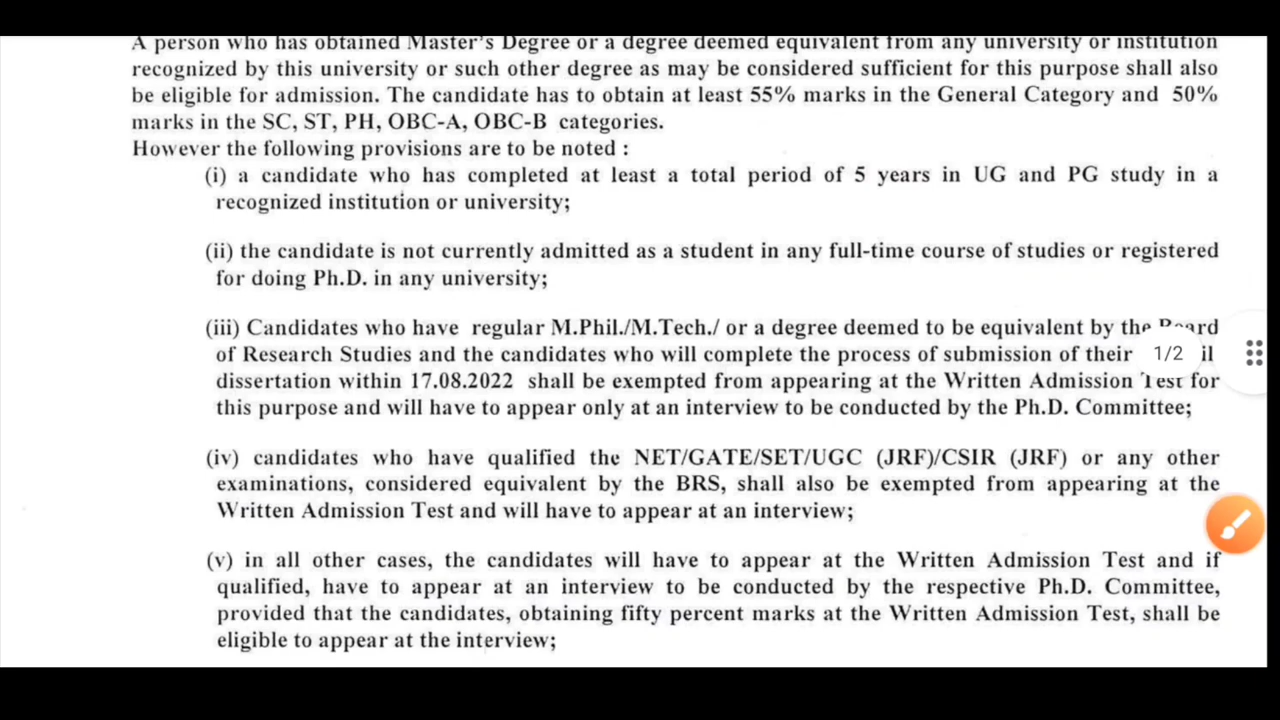 A person who has obtained Master's Degree or a degree deemed equivalent from any university or institution
recognized by this university or such other degree as may be considered sufficient for this purpose shall also
be eligible for admission. The candidate has to obtain at least 55% marks in the General Category and 50%
marks in the SC, ST, PH, OBC-A, OBC-B categories.
However the following provisions are to be noted :
(i) a candidate who has completed at least a total period of 5 years in UG and PG study in a
recognized institution or university;
(ii) the candidate is not currently admitted as a student in any full-time course of studies or registered
for doing Ph.D. in any university;
(iii) Candidates who have regular M.Phil./M.Tech./ or a degree deemed to be equivalent by the Board
of Research Studies and the candidates who will complete the process of submission of their
1/2
dissertation within 17.08.2022 shall be exempted from appearing at the Written Admission Test for
this purpose and will have to appear only at an interview to be conducted by the Ph.D. Committee;
(iv) candidates who have qualified the NET/GATE/SET/UGC (JRF)/CSIR (JRF) or any other
examinations, considered equivalent by the BRS, shall also be exempted from appearing at the
Written Admission Test and will have to appear at an interview;
(v) in all other cases, the candidates will have to appear at the Written Admission Test and if
qualified, have to appear at an interview to be conducted by the respective Ph.D. Committee,
provided that the candidates, obtaining fifty percent marks at the Written Admission Test, shall be
eligible to appear at the interview;